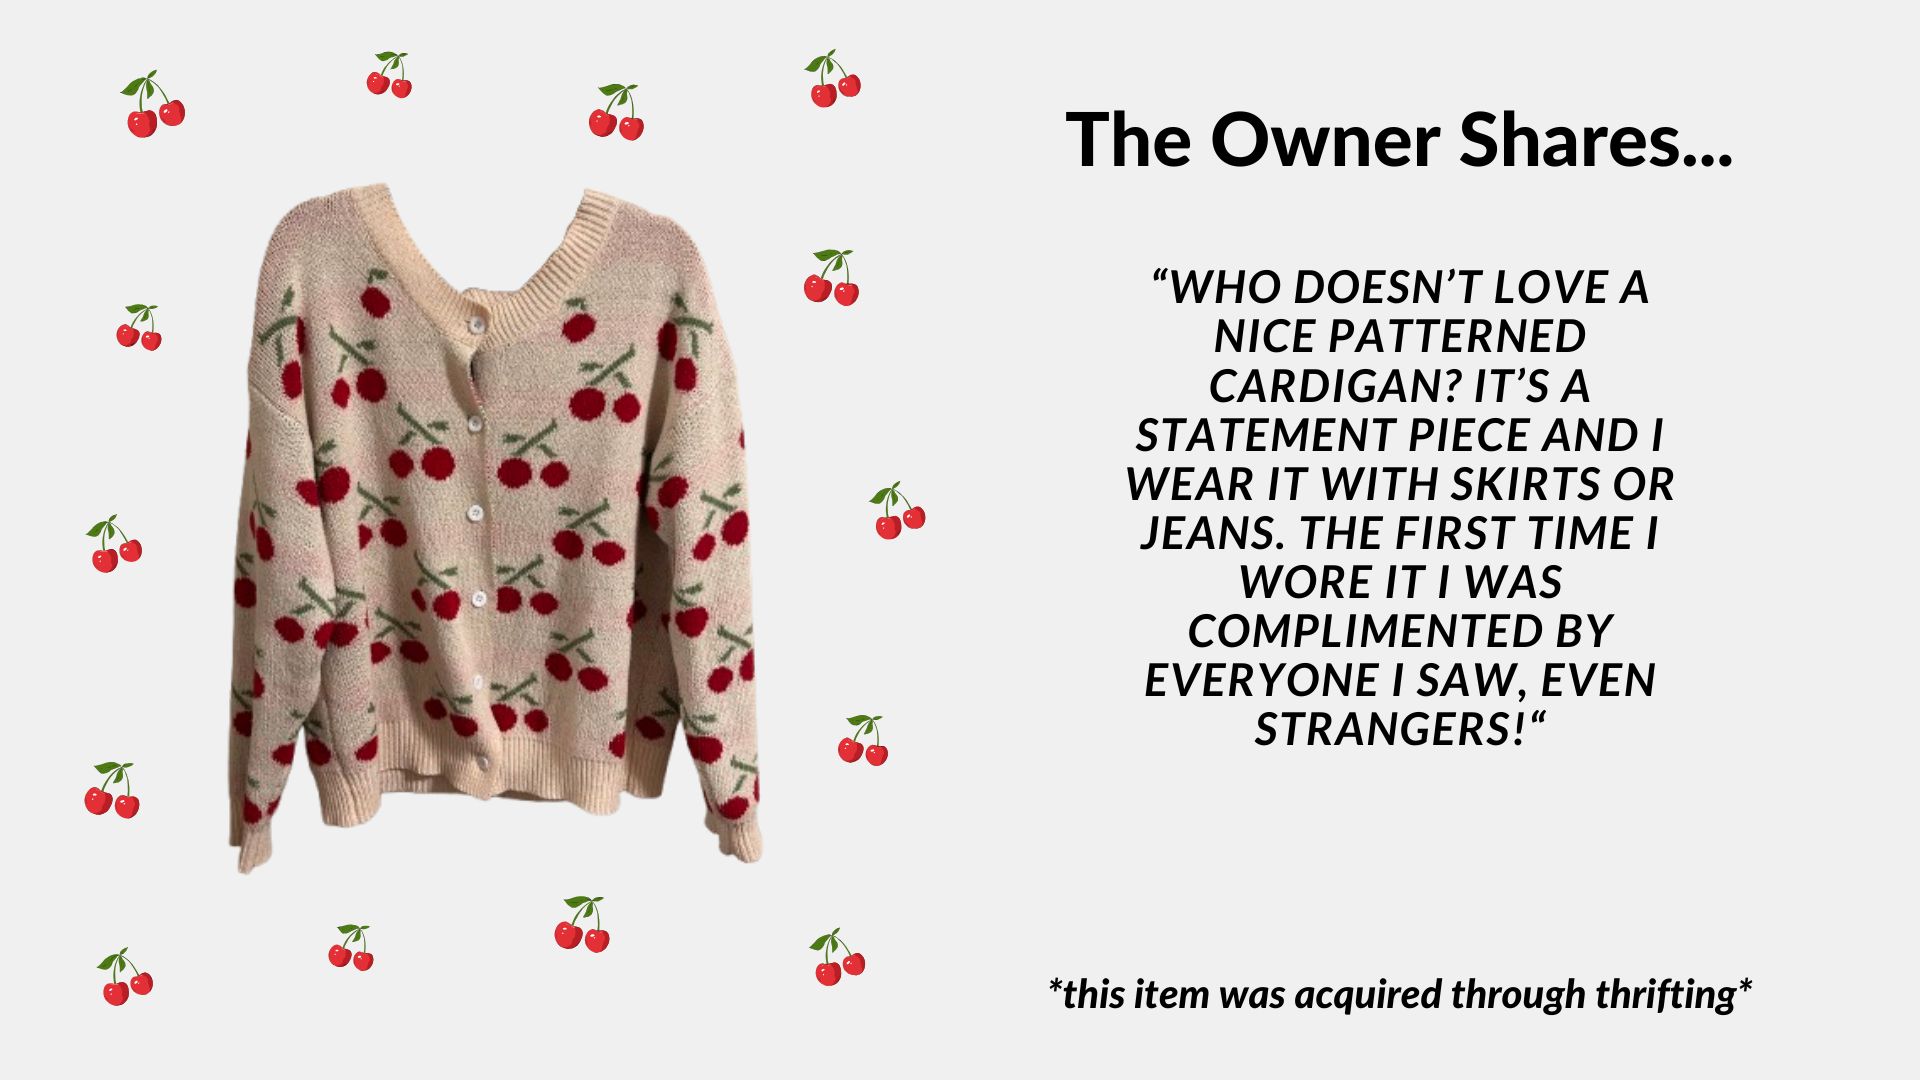 The Owner Shares...
“WHO DOESN’T LOVE A
NICE PATTERNED
CARDIGAN? IT’S A
STATEMENT PIECE AND I
WEAR IT WITH SKIRTS OR
JEANS. THE FIRST TIME I
WORE IT I WAS
COMPLIMENTED BY
EVERYONE I SAW, EVEN
STRANGERS!“
*this item was acquired through thrifting*